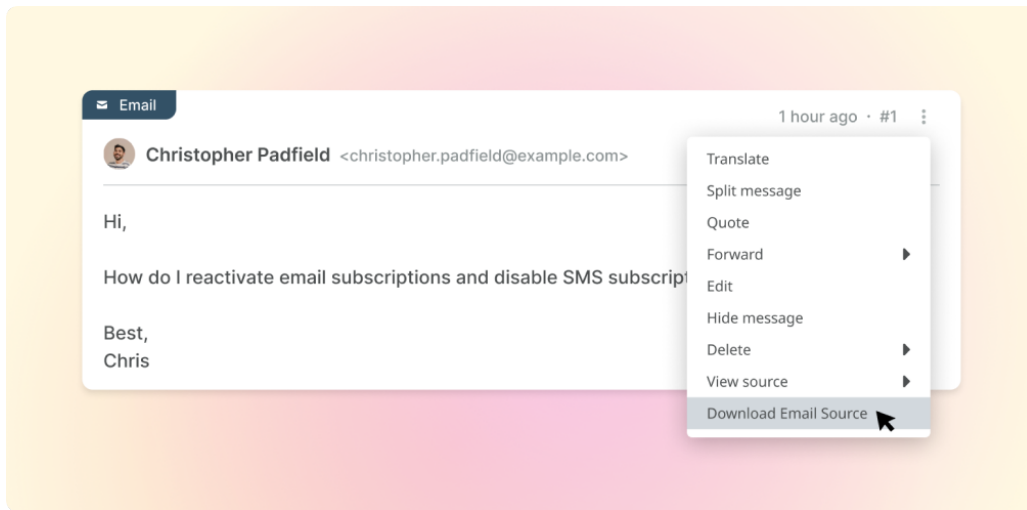 Email
1 hour ago · #1
Christopher Padfield <christopher.padfield@example.com>
Hi,
How do I reactivate email subscriptions and disable SMS
Best,
Chris
Translate
Split message
Quote
Forward
Edit
Hide message
Delete
View source
Download Email Source